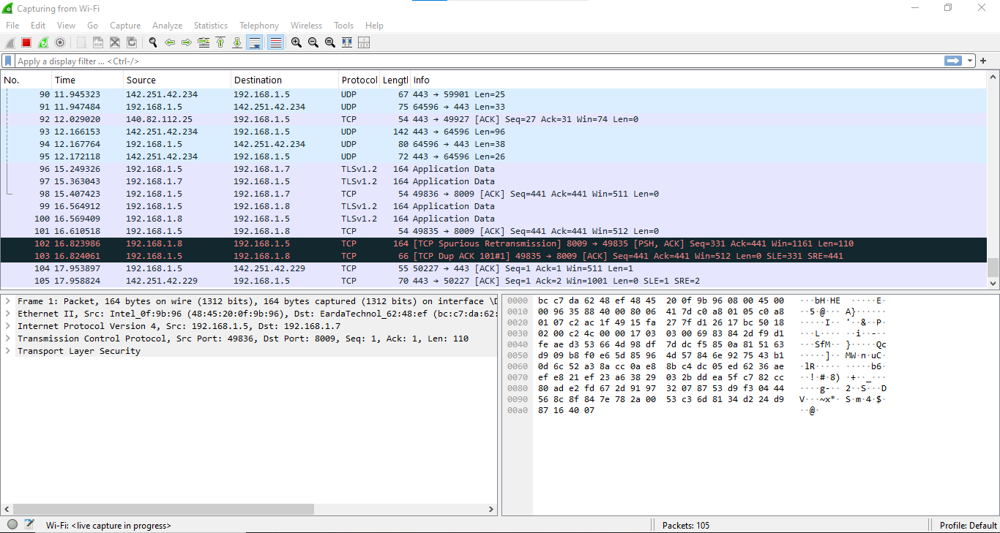 Capturing from Wi-Fi
File Edit View Go Capture Analyze Statistics Telephony Wireless Tools Help
Apply a display filter ... <Ctrl-/>
No. Time Source Destination Protocol Lengtl Info
90 11.945323 142.251.42.234 192.168.1.5 UDP 67 443 → 59901 Len=25
91 11.947484 192.168.1.5 142.251.42.234 UDP 75 64596 → 443 Len=33
92 12.029020 140.82.112.25 192.168.1.5 TCP 54 443 → 49927 [ACK] Seq=27 Ack=31 Win=74 Len=0
93 12.166153 142.251.42.234 192.168.1.5 UDP 142 443 → 64596 Len=96
94 12.167764 192.168.1.5 142.251.42.234 UDP 80 64596 → 443 Len=38
95 12.172118 142.251.42.234 192.168.1.5 UDP 72 443 → 64596 Len=26
96 15.249326 192.168.1.5 192.168.1.7 TLSv1.2 164 Application Data
97 15.363043 192.168.1.7 192.168.1.5 TLSv1.2 164 Application Data
98 15.407423 192.168.1.5 192.168.1.7 TCP 54 49836 → 8009 [ACK] Seq=441 Ack=441 Win=511 Len=0
99 16.564912 192.168.1.5 192.168.1.8 TLSv1.2 164 Application Data
100 16.569409 192.168.1.8 192.168.1.5 TLSv1.2 164 Application Data
101 16.610518 192.168.1.5 192.168.1.8 TCP 54 49835 → 8009 [ACK] Seq=441 Ack=441 Win=512 Len=0
102 16.823986 192.168.1.8 192.168.1.5 TCP 164 [TCP Spurious Retransmission] 8009 → 49835 [PSH, ACK] Seq=331 Ack=441 Win=1161 Len=110
103 16.824061 192.168.1.5 192.168.1.8 TCP 66 [TCP Dup ACK 101#1] 49835 → 8009 [ACK] Seq=441 Ack=441 Win=512 Len=0 SLE=331 SRE=441
104 17.953897 192.168.1.5 142.251.42.229 TCP 55 50227 → 443 [ACK] Seq=1 Ack=1 Win=511 Len=1
105 17.958824 142.251.42.229 192.168.1.5 TCP 70 443 → 50227 [ACK] Seq=1 Ack=2 Win=1001 Len=0 SLE=1 SRE=2
Frame 1: Packet, 164 bytes on wire (1312 bits), 164 bytes captured (1312 bits) on interface \D
Ethernet II, Src: Intel_0f:9b:96 (48:45:20:0f:9b:96), Dst: EardaTechnol_62:48:ef (bc:c7:da:62:
Internet Protocol Version 4, Src: 192.168.1.5, Dst: 192.168.1.7
Transmission Control Protocol, Src Port: 49836, Dst Port: 8009, Seq: 1, Ack: 1, Len: 110
Transport Layer Security
0000 bc c7 da 62 48 ef 48 45 20 0f 9b 96 08 00 45 00 ···bH·HE ·····E·
0010 00 96 35 88 40 00 80 06 41 7d c0 a8 01 05 c0 a8 ··5·@··· A}······
0020 01 07 c2 ac 1f 49 15 fa 27 7f d1 26 17 bc 50 18 ·····I·· '··&··P·
0030 02 00 c2 4c 00 00 17 03 03 00 69 83 84 2d f9 d1 ···L···· ··i··-··
0040 fe ae d3 53 66 4d 98 df 7d dc f5 85 0a 81 51 63 ···SfM·· }·····Qc
0050 d9 09 b8 f0 e6 5d 85 96 4d 57 84 6e 92 75 43 b1 ·····]·· MW·n·uC·
0060 0d 6c 52 a3 8a cc 0a e8 8b c4 dc 05 ed 62 36 ae ·lR····· ·····b6·
0070 ef e8 21 ef 23 a6 38 29 03 2b dd ea 5f c7 82 cc ··!·#·8) ·+··_···
0080 80 ad e2 fd 67 2d 91 97 32 07 87 53 d9 f3 04 44 ····g-·· 2··S···D
0090 56 8c 8f 84 7e 78 2a 00 53 c3 6d 81 34 d2 24 d9 V···~x*· S·m·4·$·
00a0 87 16 40 07 ··@·
Wi-Fi: <live capture in progress> Packets: 105 Profile: Default